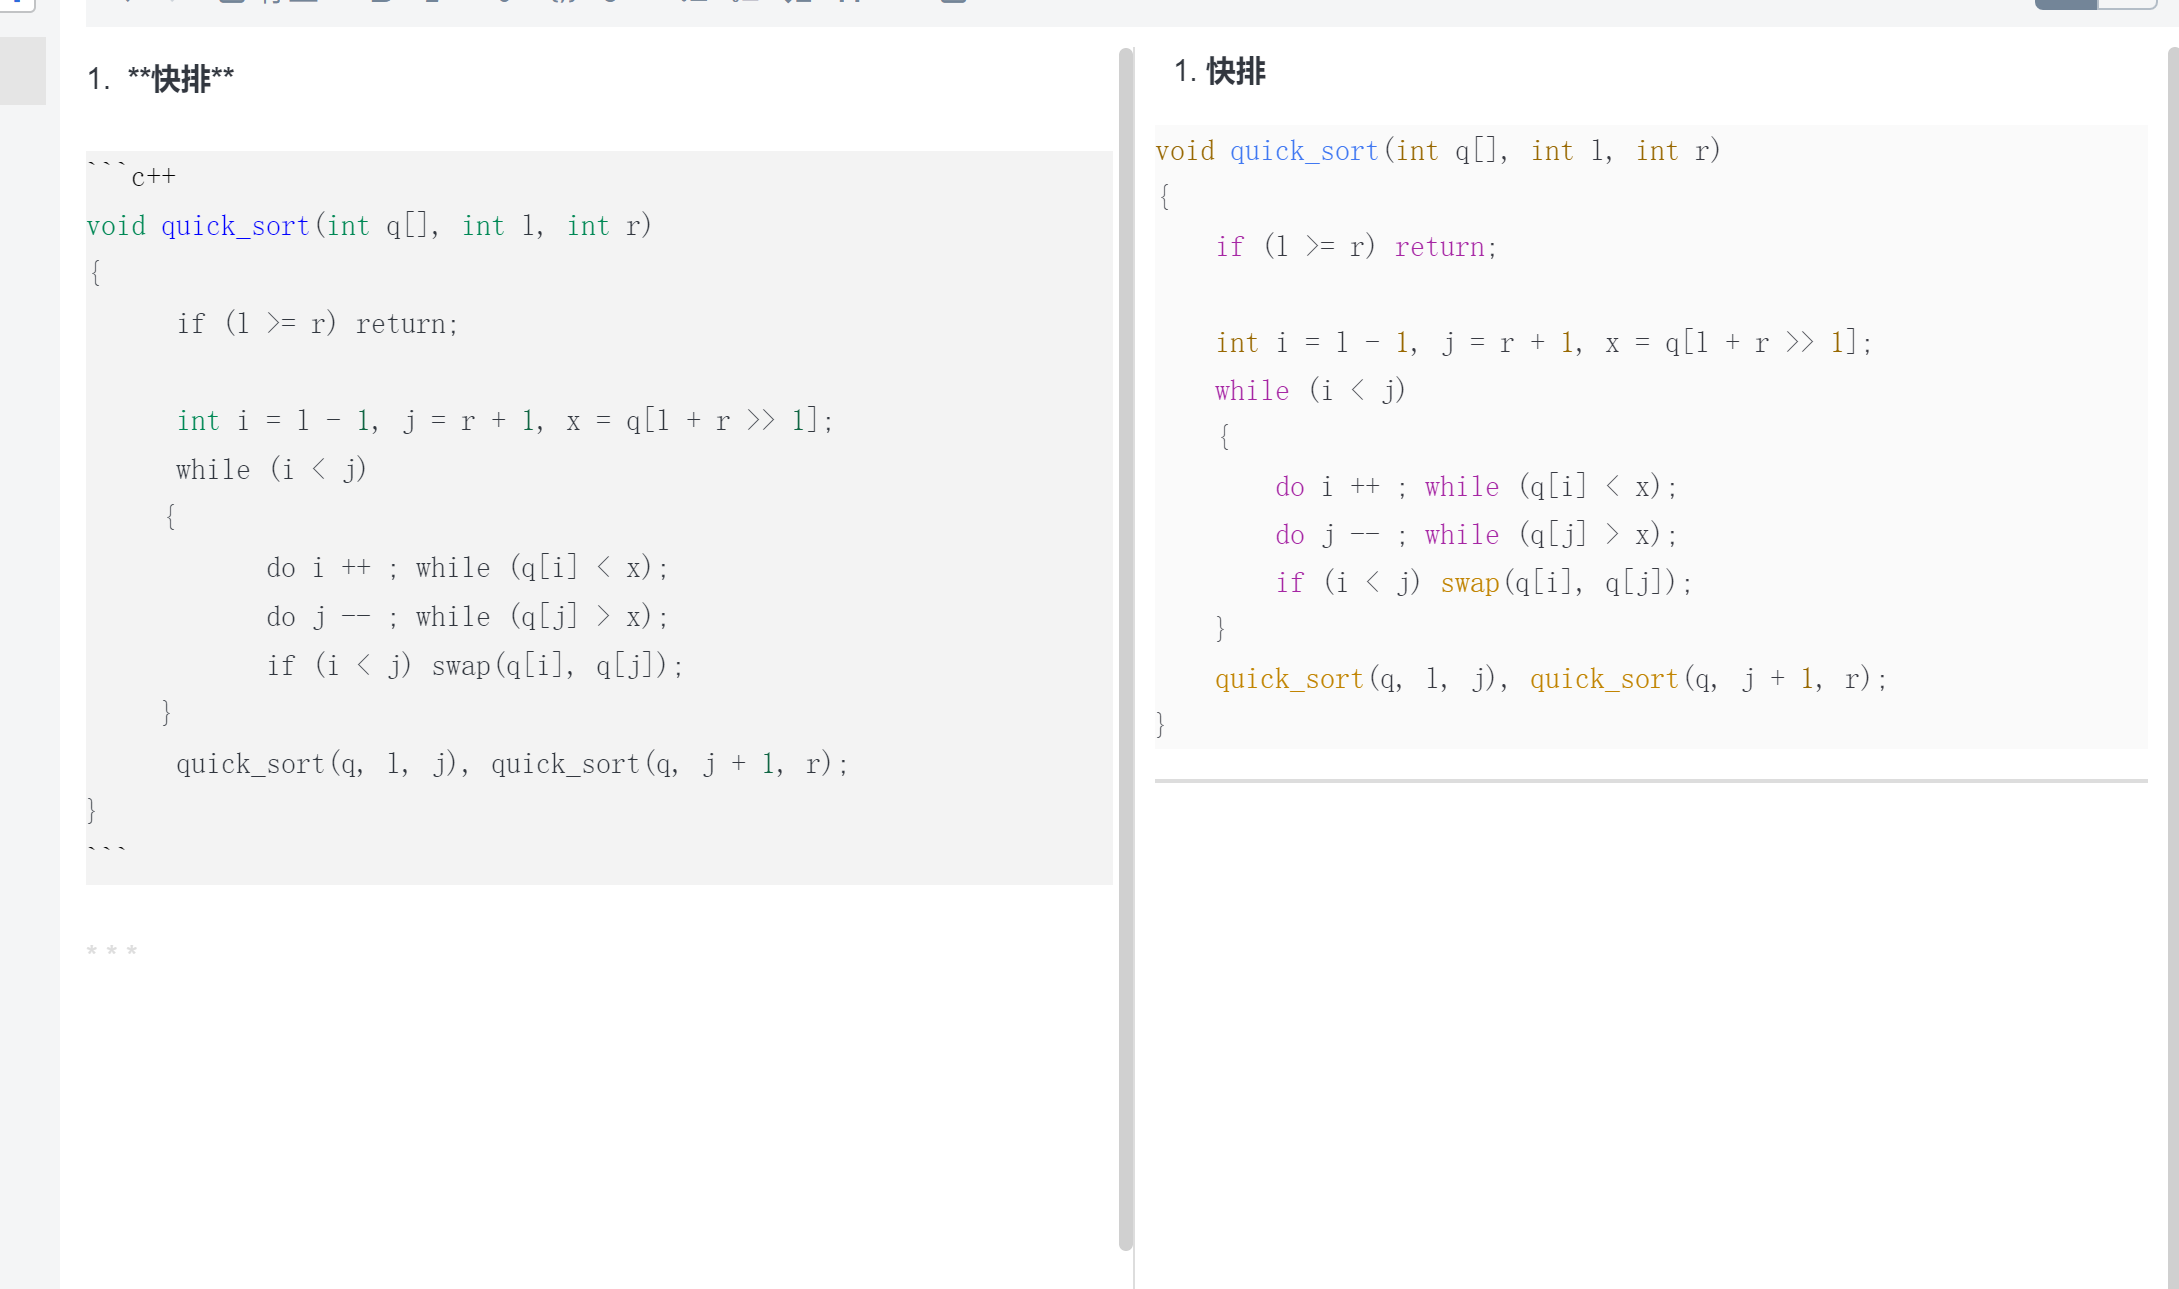 1. **快排**
```c++
void quick_sort(int q[], int l, int r)
{
if (l >= r) return;
int i = l - 1, j = r + 1, x = q[l + r >> 1];
while (i < j)
{
do i ++ ; while (q[i] < x);
do j -- ; while (q[j] > x);
if (i < j) swap(q[i], q[j]);
}
quick_sort(q, l, j), quick_sort(q, j + 1, r);
}
```
* * *
1. 快排
void quick_sort(int q[], int l, int r)
{
if (l >= r) return;
int i = l - 1, j = r + 1, x = q[l + r >> 1];
while (i < j)
{
do i ++ ; while (q[i] < x);
do j -- ; while (q[j] > x);
if (i < j) swap(q[i], q[j]);
}
quick_sort(q, l, j), quick_sort(q, j + 1, r);
}